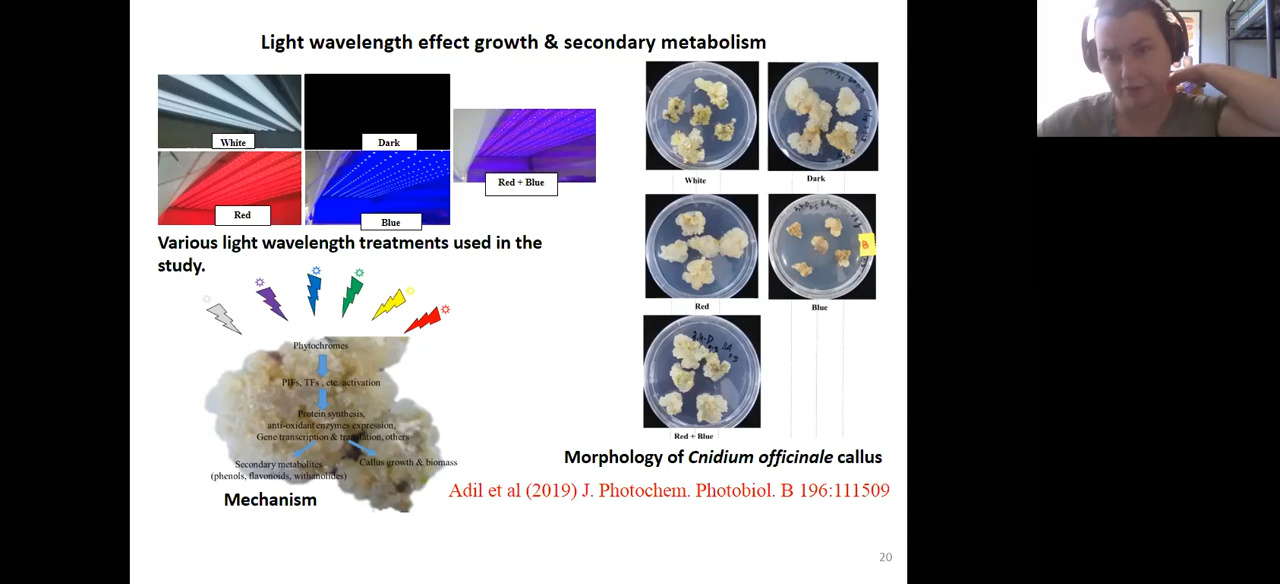 Light wavelength effect growth & secondary metabolism
White
Dark
Red
Blue
Red + Blue
Various light wavelength treatments used in the
study.
Phytochromes
PIFs, TFs , etc. activation
Protein synthesis,
anti-oxidant enzymes expression,
Gene transcription & translation, others
Secondary metabolites
(phenols, flavonoids, withanolides)
Callus growth & biomass
Mechanism
White
Dark
Red
B
Blue
2,4-D BA
Red + Blue
Morphology of Cnidium officinale callus
Adil et al (2019) J. Photochem. Photobiol. B 196:111509
20